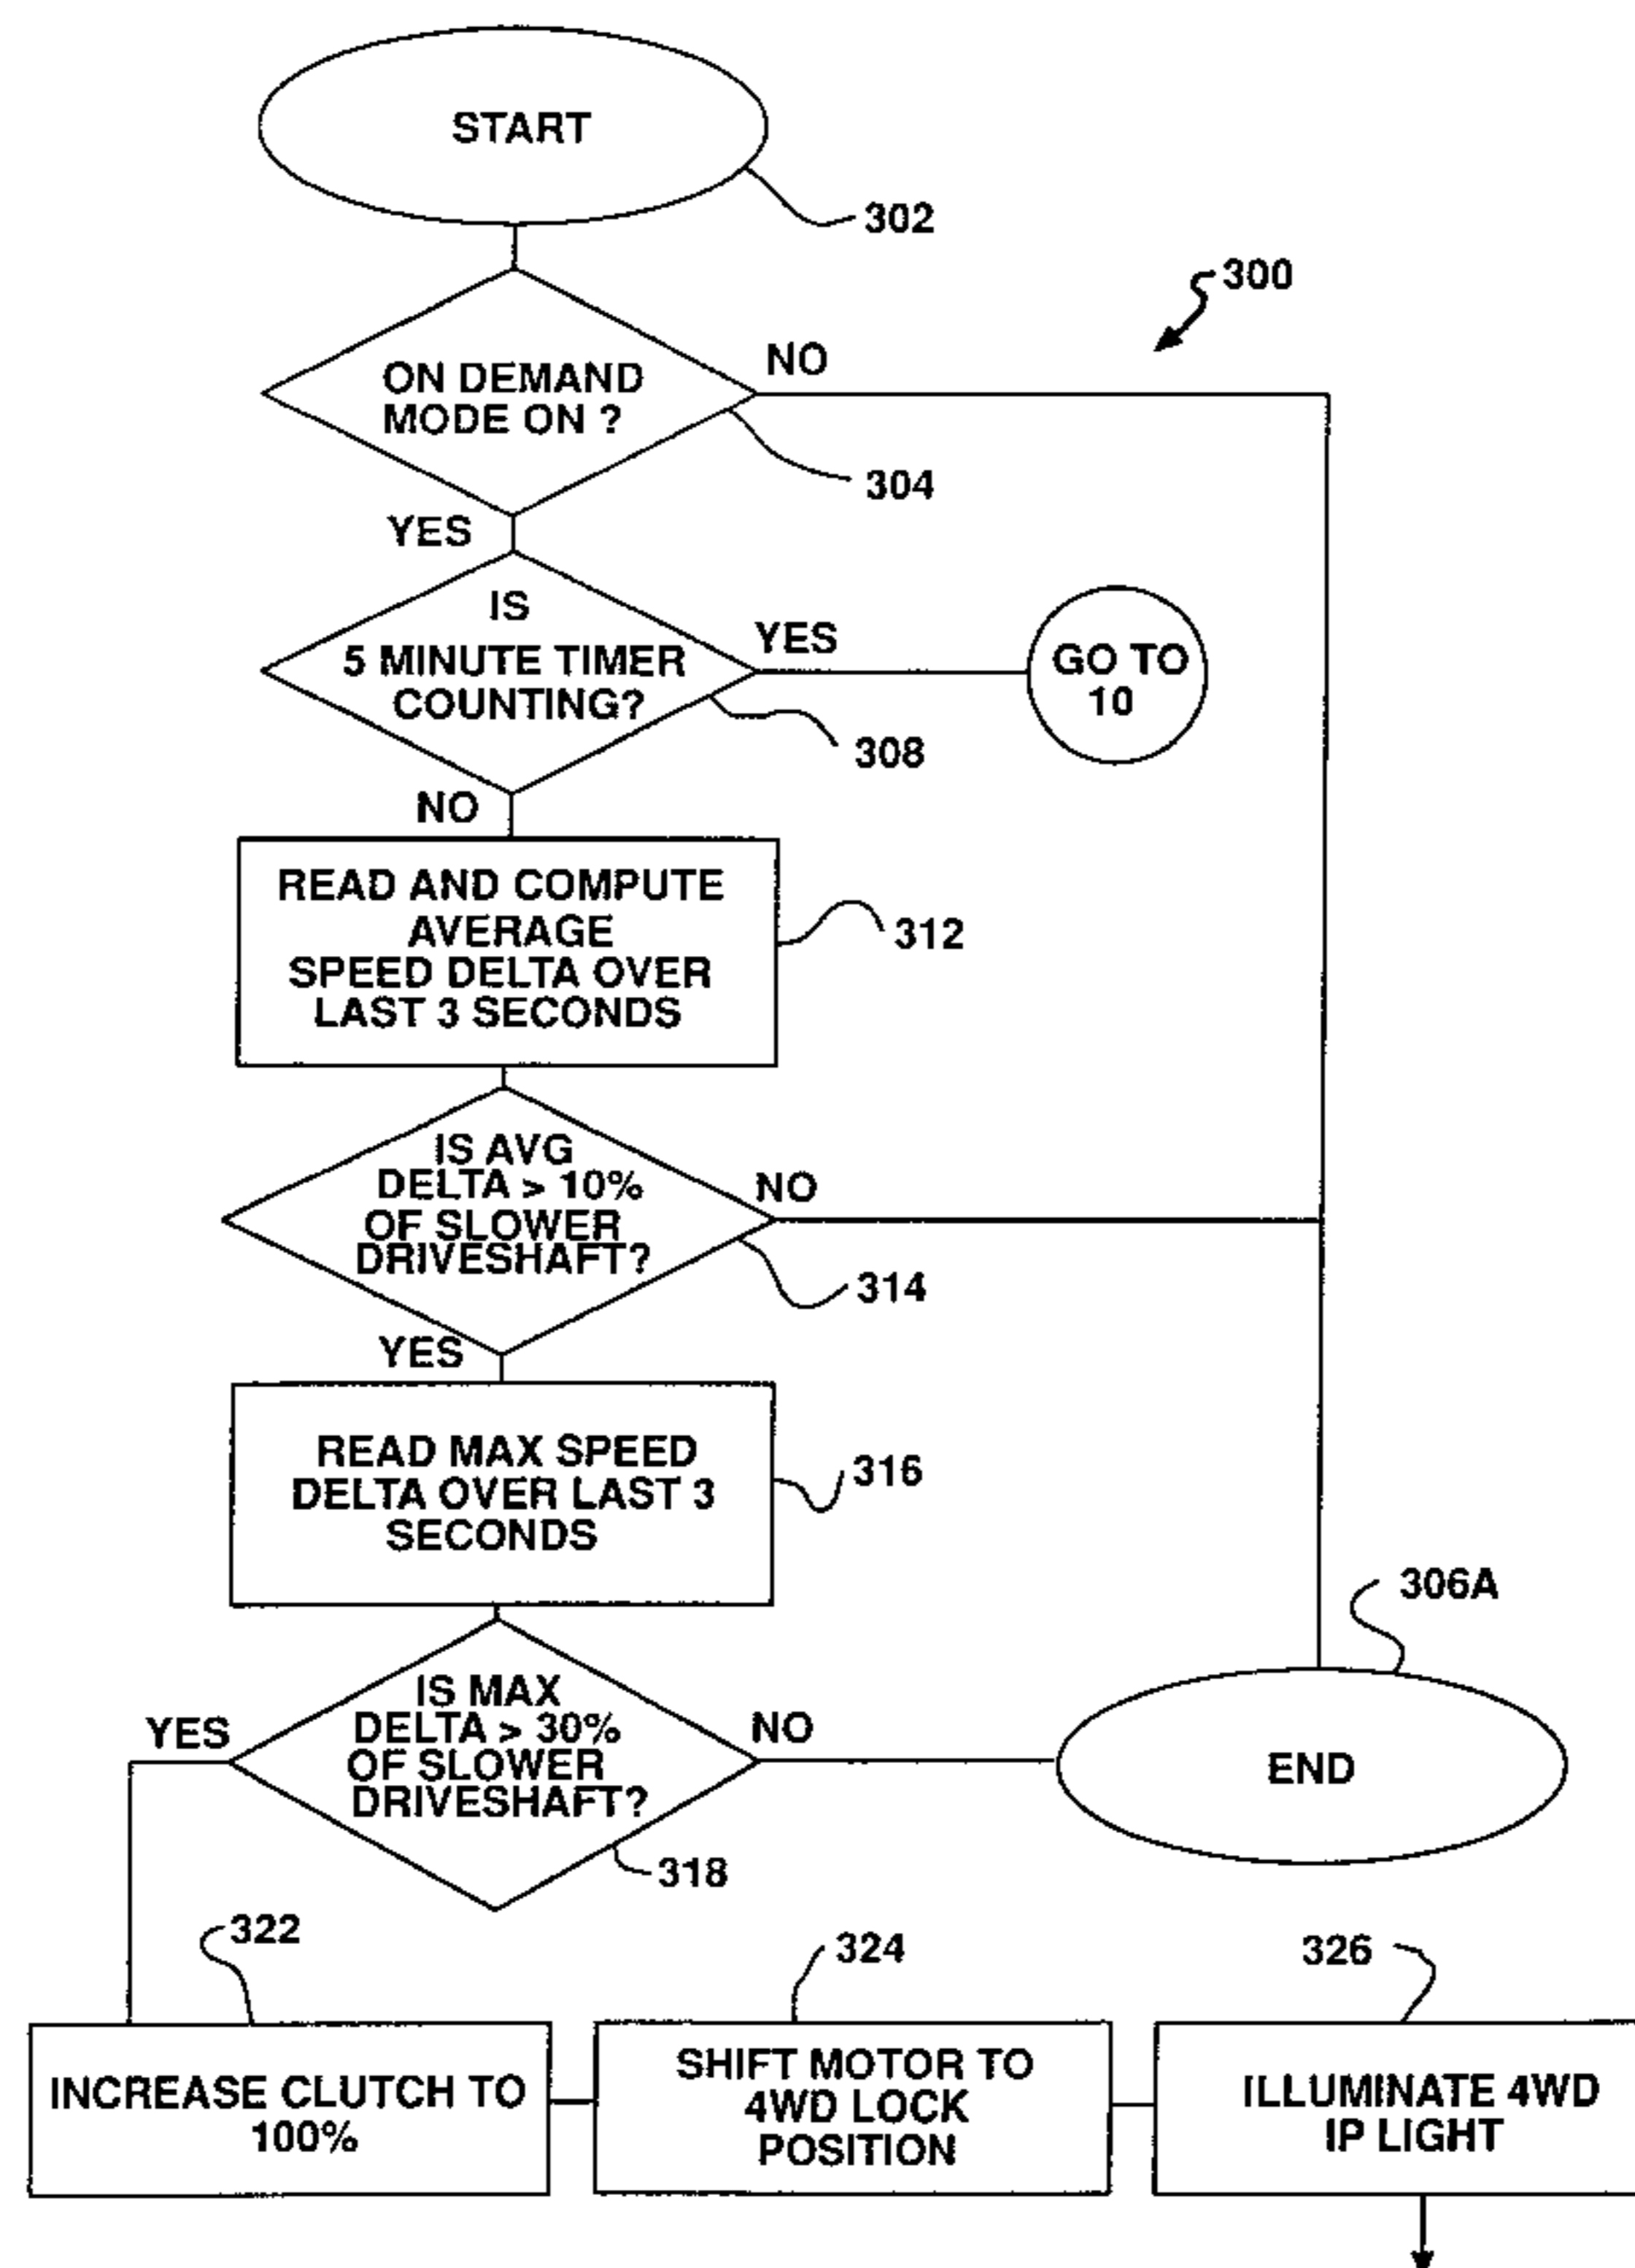 START
302
300
ON DEMAND
MODE ON ?
NO
304
YES
IS
5 MINUTE TIMER
COUNTING?
YES
GO TO
10
308
NO
READ AND COMPUTE
AVERAGE
SPEED DELTA OVER
LAST 3 SECONDS
312
IS AVG
DELTA > 10%
OF SLOWER
DRIVESHAFT?
NO
314
YES
READ MAX SPEED
DELTA OVER LAST 3
SECONDS
316
306A
IS MAX
DELTA > 30%
OF SLOWER
DRIVESHAFT?
YES
NO
END
318
322
324
326
INCREASE CLUTCH TO
100%
SHIFT MOTOR TO
4WD LOCK
POSITION
ILLUMINATE 4WD
IP LIGHT